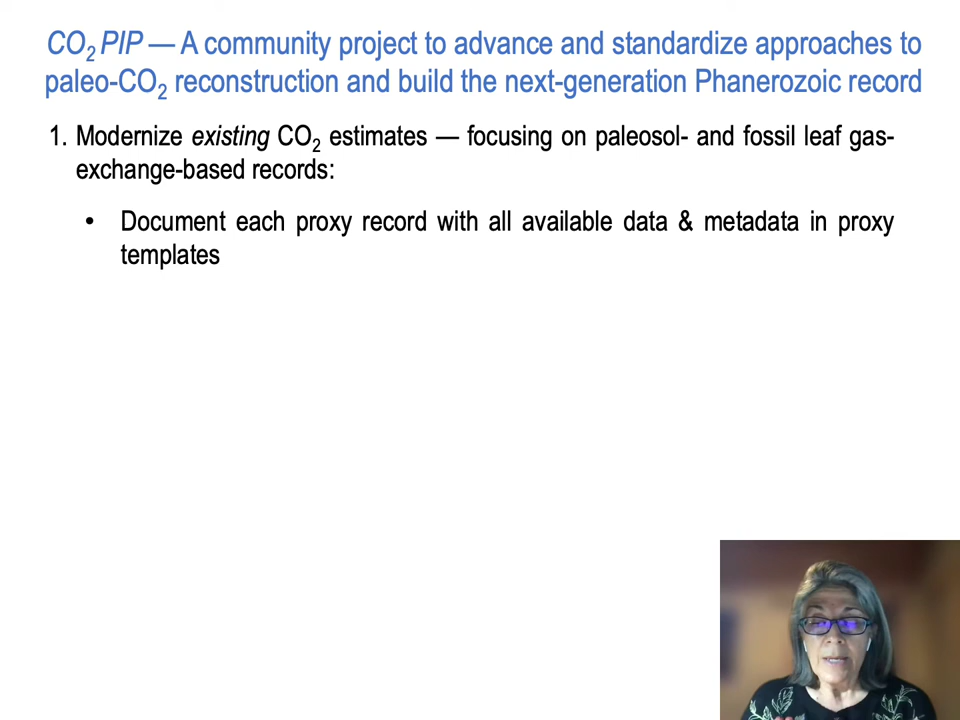 CO₂ PIP — A community project to advance and standardize approaches to
paleo-CO₂ reconstruction and build the next-generation Phanerozoic record
1. Modernize existing CO₂ estimates — focusing on paleosol- and fossil leaf gas-
exchange-based records:
• Document each proxy record with all available data & metadata in proxy
templates